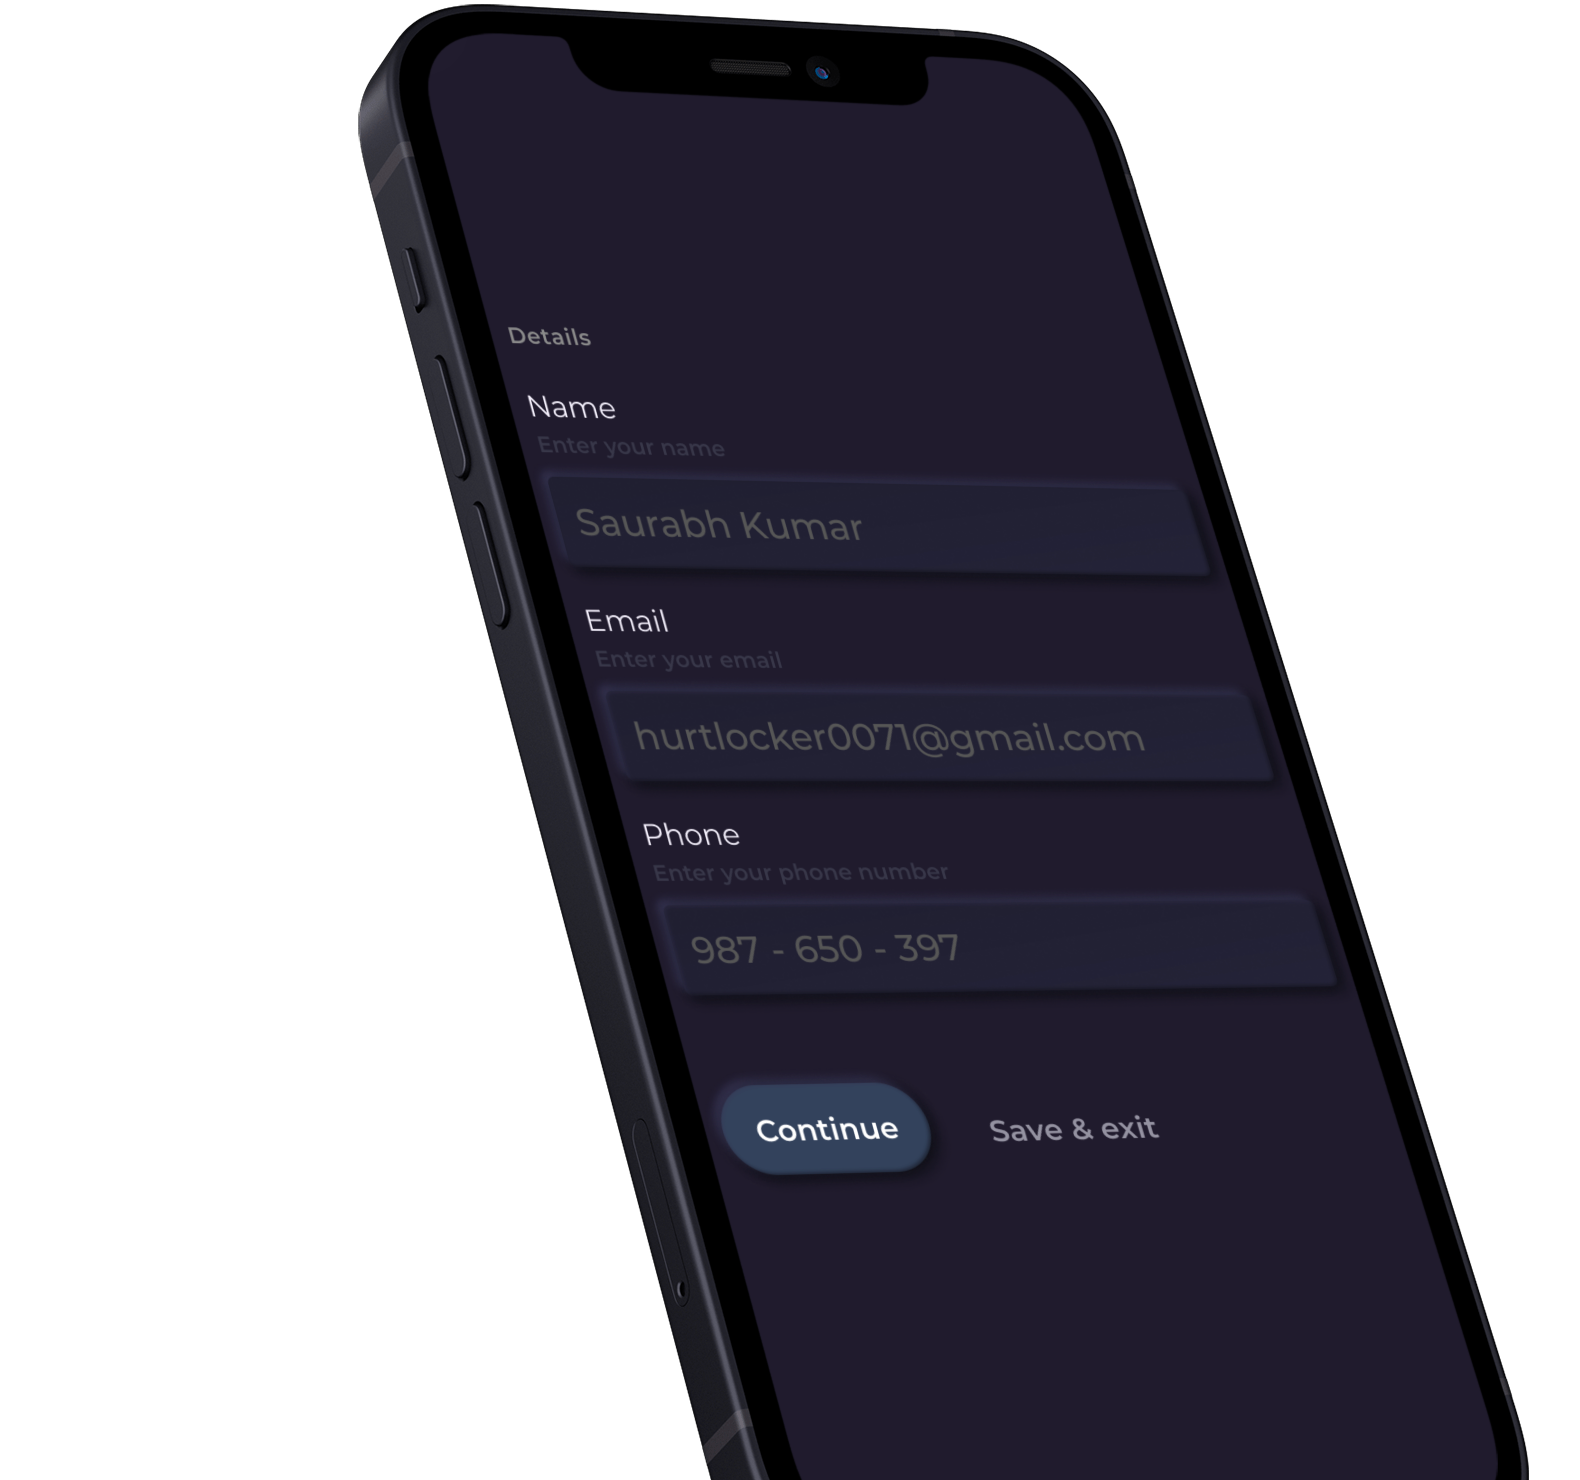 Details
Name
Enter your name
Saurabh Kumar
Email
Enter your email
hurtlocker0071@gmail.com
Phone
Enter your phone number
987 - 650 - 397
Continue
Save & exit